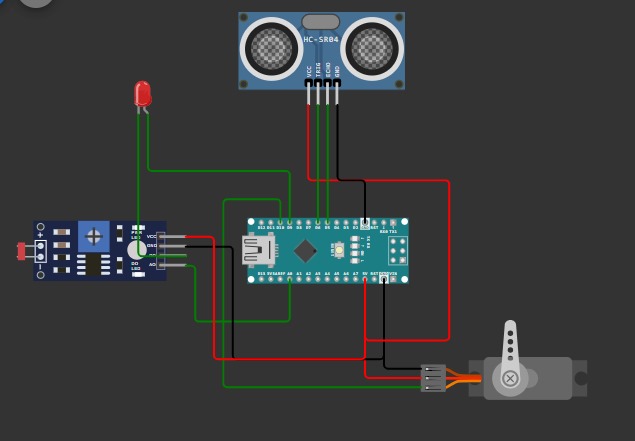 HC-SR04
VCC
TRIG
ECHO
GND
PWR
LED
VCC
GND
DO
LED
AO
D12 D11 D10 D9 D8 D7 D6 D5 D4 D3 D2 GND RST RX0 TX1
D13 3V3 AREF A0 A1 A2 A3 A4 A5 A6 A7 5V RST GND VIN